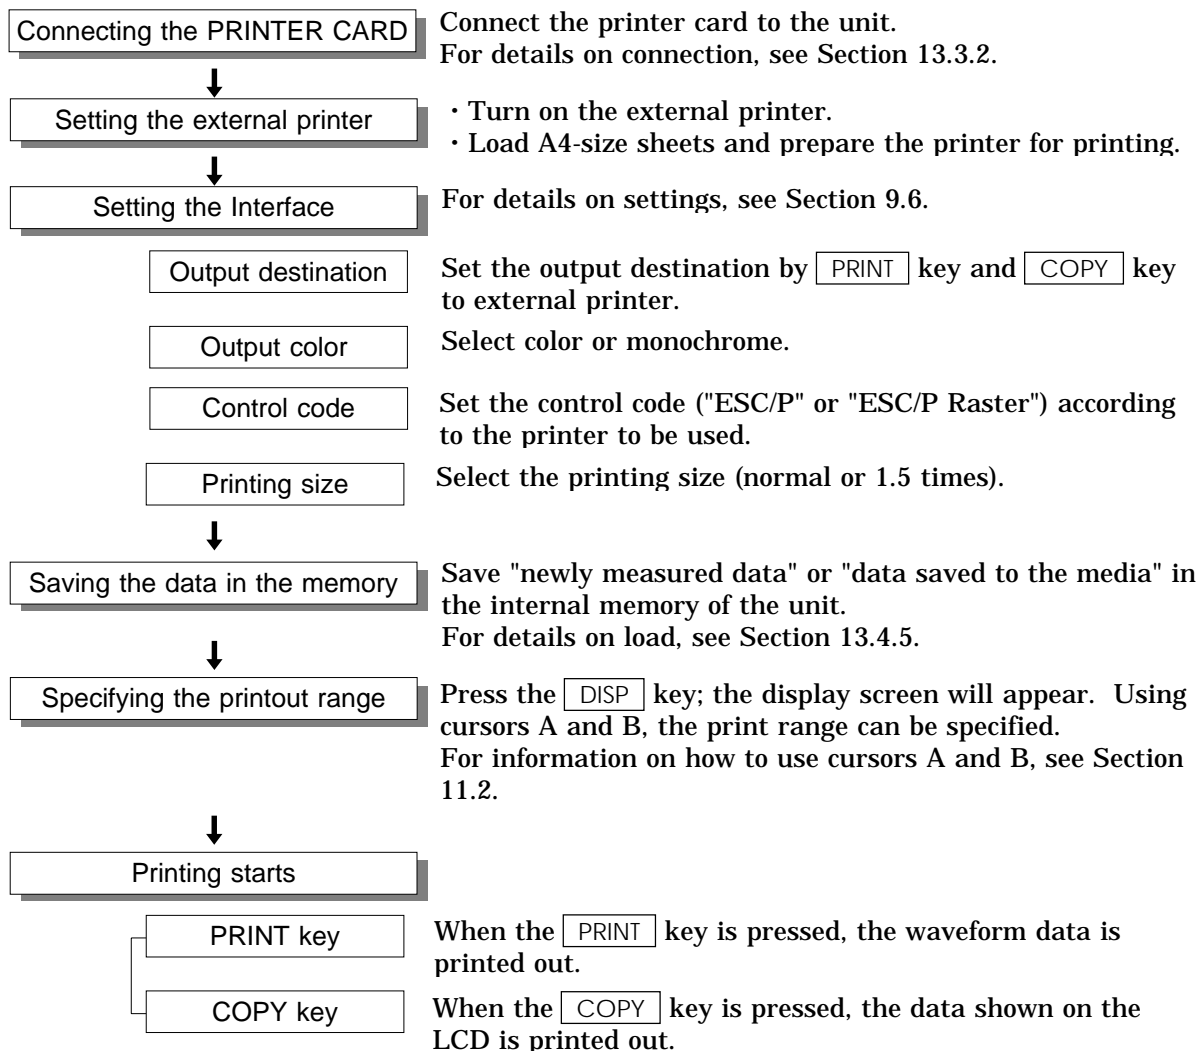 Connecting the PRINTER CARD
Connect the printer card to the unit.
For details on connection, see Section 13.3.2.
Setting the external printer
・Turn on the external printer.
・Load A4-size sheets and prepare the printer for printing.
Setting the Interface
For details on settings, see Section 9.6.
Output destination
Set the output destination by PRINT key and COPY key
to external printer.
Output color
Select color or monochrome.
Control code
Set the control code ("ESC/P" or "ESC/P Raster") according
to the printer to be used.
Printing size
Select the printing size (normal or 1.5 times).
Saving the data in the memory
Save "newly measured data" or "data saved to the media" in
the internal memory of the unit.
For details on load, see Section 13.4.5.
Specifying the printout range
Press the DISP key; the display screen will appear. Using
cursors A and B, the print range can be specified.
For information on how to use cursors A and B, see Section
11.2.
Printing starts
PRINT key
When the PRINT key is pressed, the waveform data is
printed out.
COPY key
When the COPY key is pressed, the data shown on the
LCD is printed out.